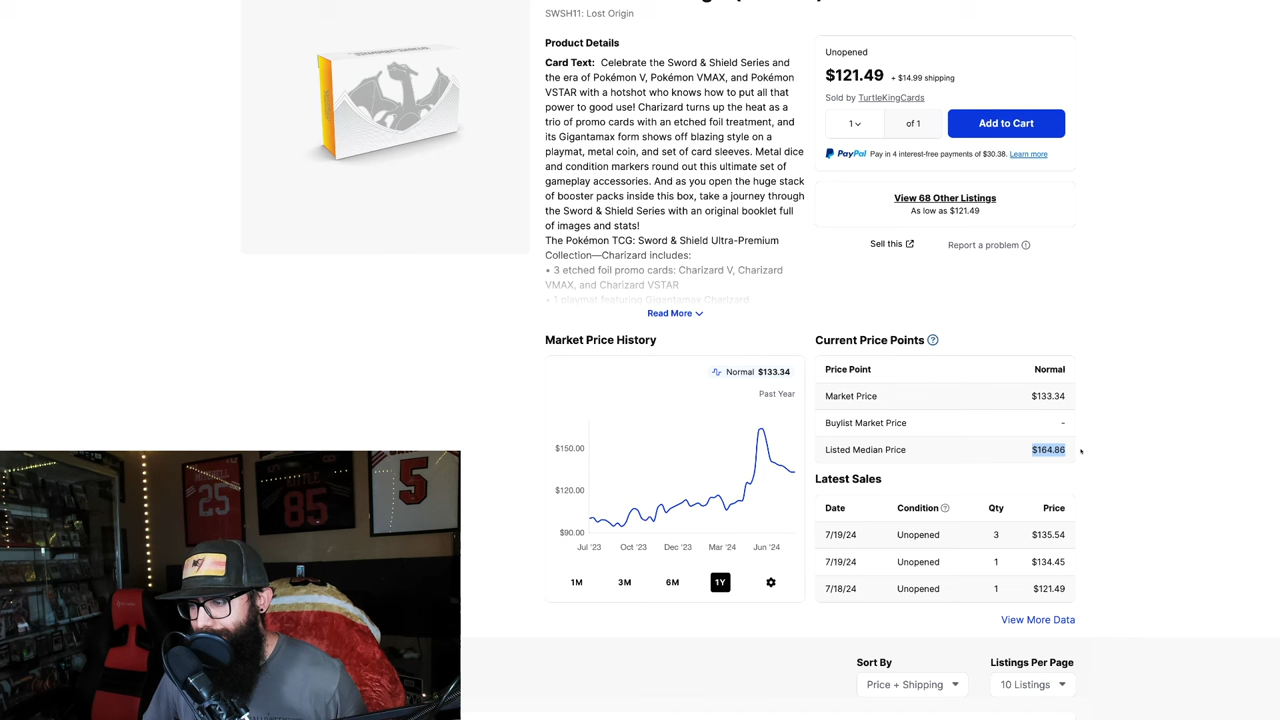 SWSH11: Lost Origin
Product Details
Card Text: Celebrate the Sword & Shield Series and
the era of Pokémon V, Pokémon VMAX, and Pokémon
VSTAR with a hotshot who knows how to put all that
power to good use! Charizard turns up the heat as a
trio of promo cards with an etched foil treatment, and
its Gigantamax form shows off blazing style on a
playmat, metal coin, and set of card sleeves. Metal dice
and condition markers round out this ultimate set of
gameplay accessories. And as you open the huge stack
of booster packs inside this box, take a journey through
the Sword & Shield Series with an original booklet full
of images and stats!
The Pokémon TCG: Sword & Shield Ultra-Premium
Collection—Charizard includes:
• 3 etched foil promo cards: Charizard V, Charizard
VMAX, and Charizard VSTAR
• 1 playmat featuring Gigantamax Charizard
Read More
Unopened
$121.49 + $14.99 shipping
Sold by TurtleKingCards
1 of 1 Add to Cart
PayPal Pay in 4 interest-free payments of $30.38. Learn more
View 68 Other Listings
As low as $121.49
Sell this Report a problem
Market Price History
Normal $133.34
Past Year
$150.00
$120.00
$90.00
Jul '23 Oct '23 Dec '23 Mar '24 Jun '24
1M 3M 6M 1Y
Current Price Points
Price Point Normal
Market Price $133.34
Buylist Market Price -
Listed Median Price $164.86
Latest Sales
Date Condition Qty Price
7/19/24 Unopened 3 $135.54
7/19/24 Unopened 1 $134.45
7/18/24 Unopened 1 $121.49
View More Data
Sort By Listings Per Page
Price + Shipping 10 Listings
25
85
5